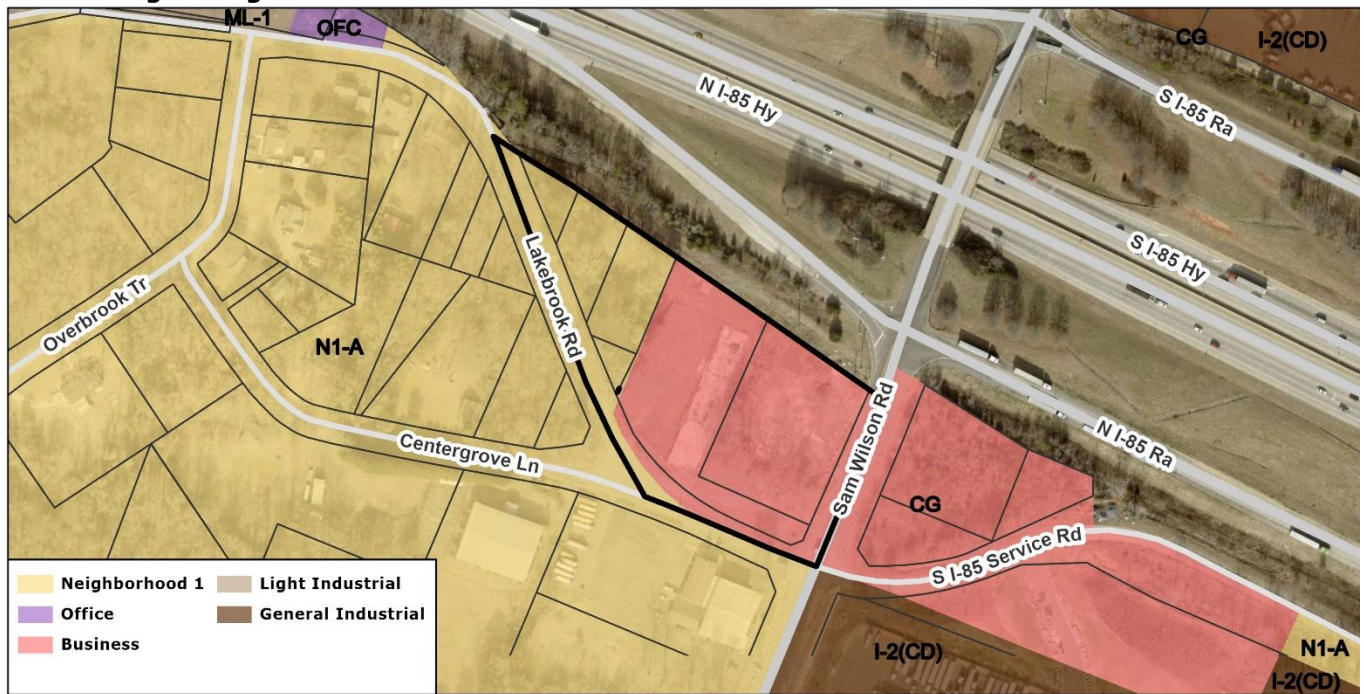 ML-1
OFC
CG
I-2(CD)
N I-85 Hy
S I-85 Ra
S I-85 Hy
Lakebrook Rd
Overbrook Tr
N1-A
Centergrove Ln
Sam Wilson Rd
N I-85 Ra
CG
S I-85 Service Rd
I-2(CD)
N1-A
I-2(CD)
Neighborhood 1
Light Industrial
Office
General Industrial
Business